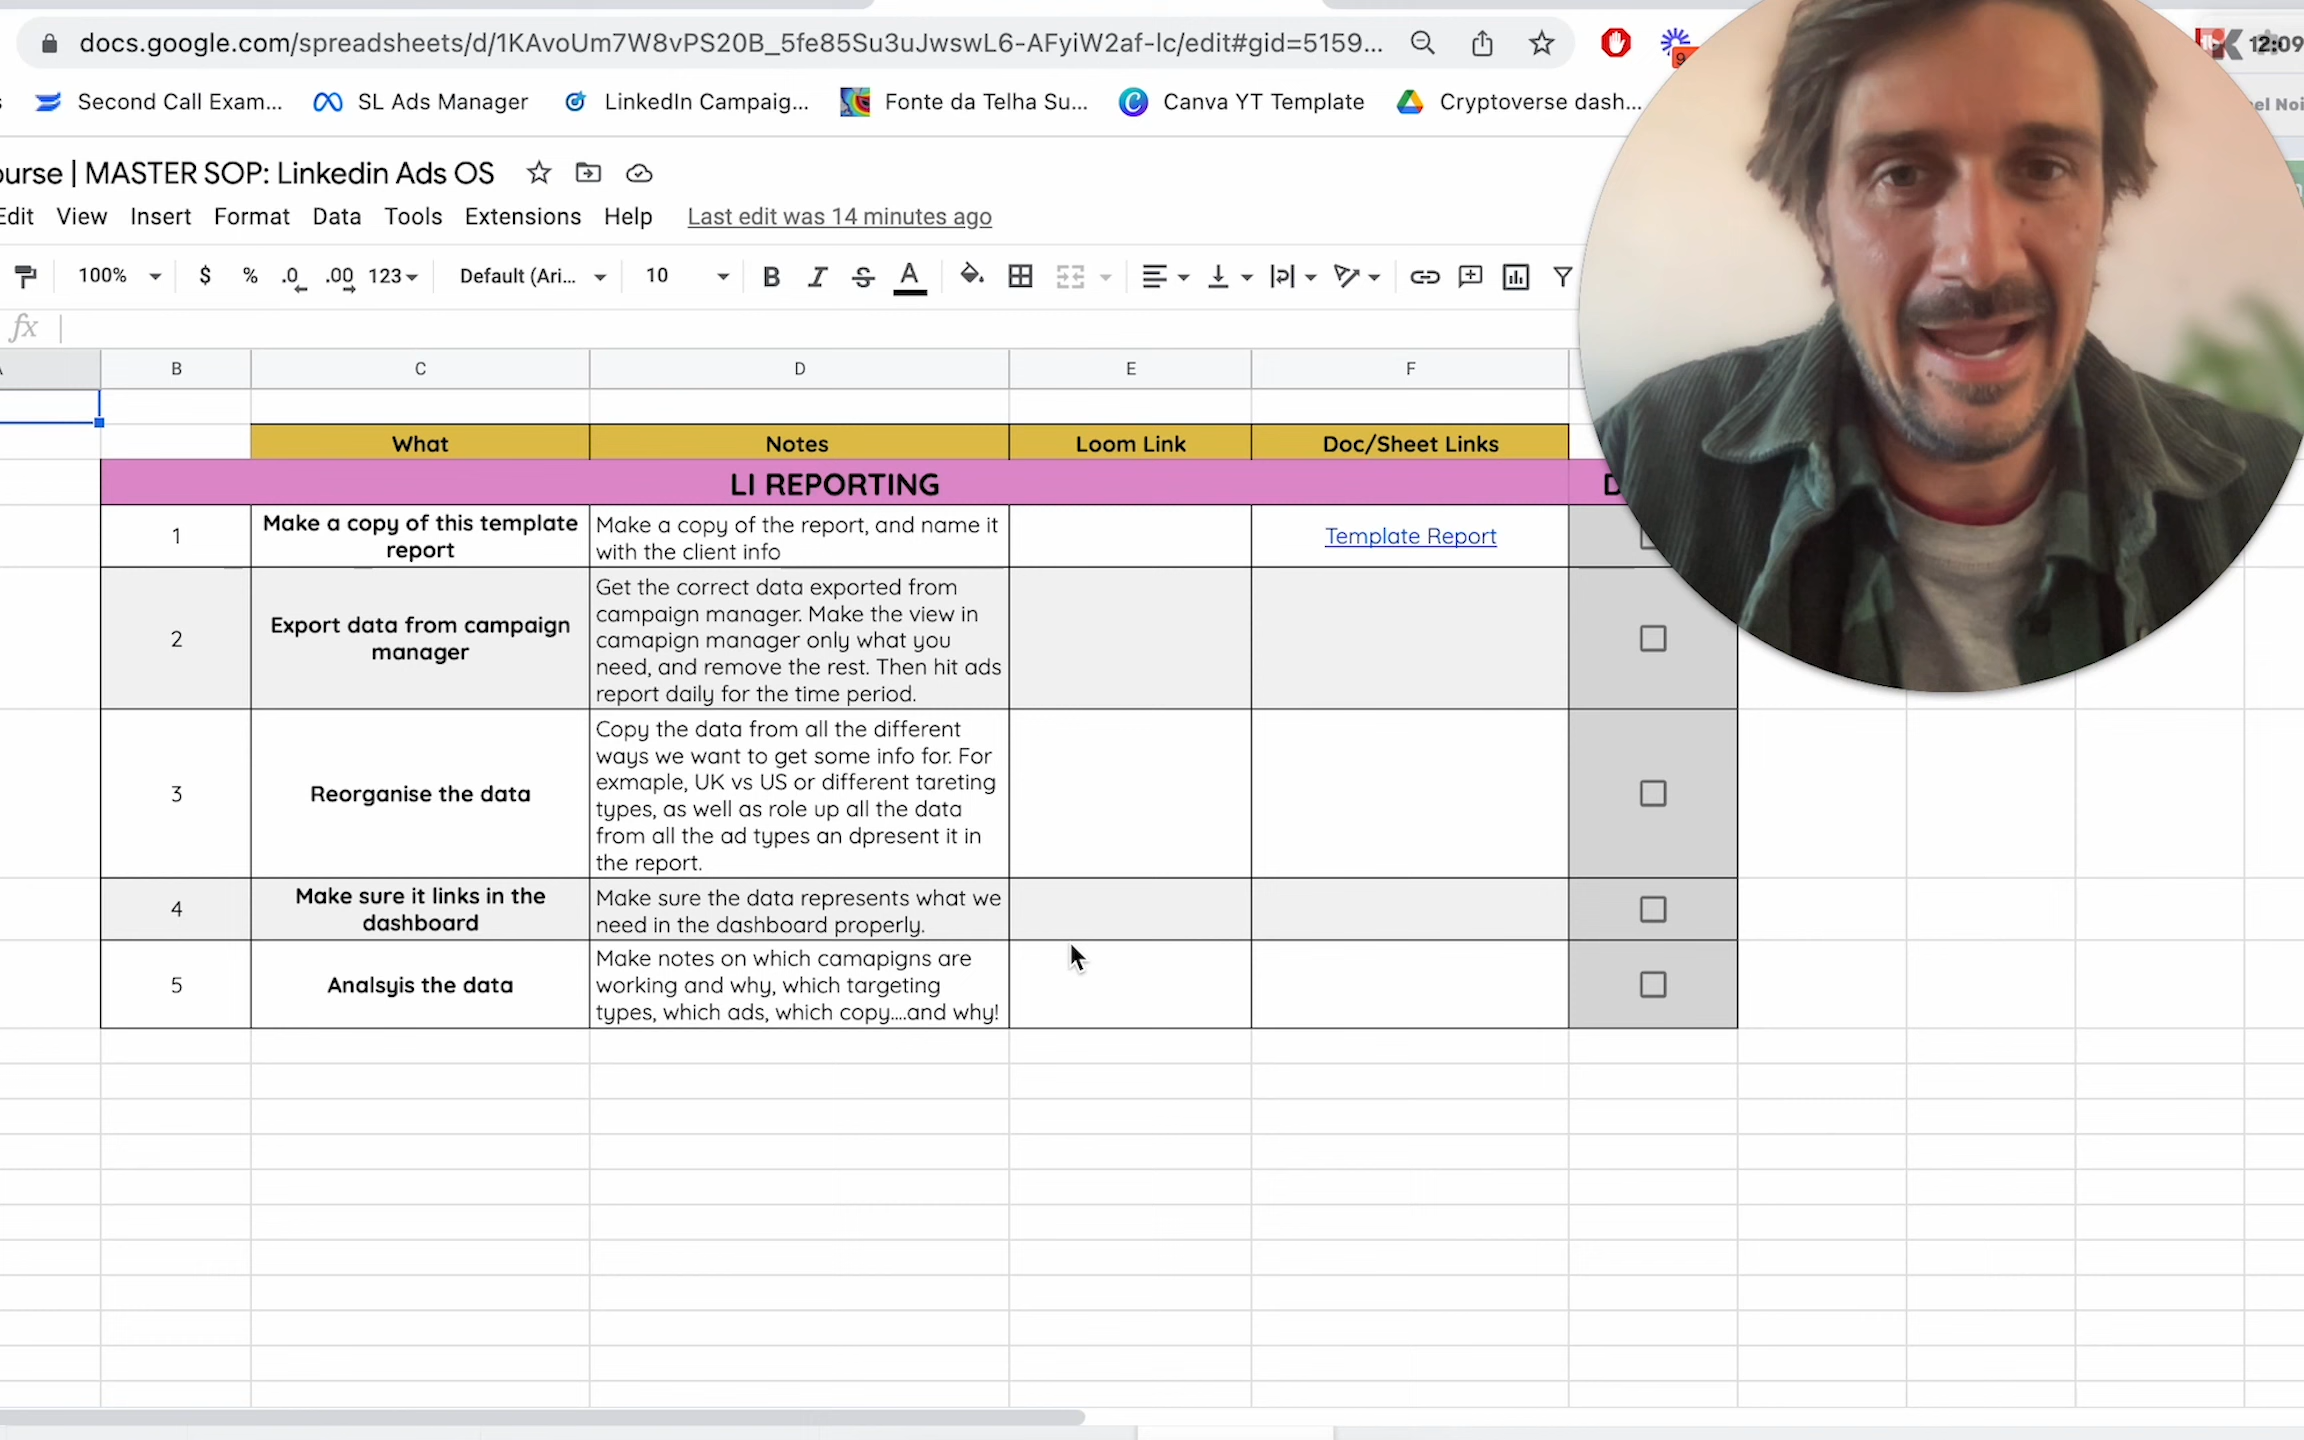 docs.google.com/spreadsheets/d/1KAvoUm7W8vPS20B_5fe85Su3uJwswL6-AFyiW2af-Ic/edit#gid=5159...
9
12:09
Second Call Exam...
SL Ads Manager
LinkedIn Campaig...
Fonte da Telha Su...
Canva YT Template
Cryptoverse dash...
el Noi
ourse | MASTER SOP: Linkedin Ads OS
Edit View Insert Format Data Tools Extensions Help Last edit was 14 minutes ago
100% $ % .0 .00 123 Default (Ari... 10 B I S A
fx
A B C D E F
What Notes Loom Link Doc/Sheet Links
LI REPORTING D
1
Make a copy of this template
report
Make a copy of the report, and name it
with the client info
Template Report
2
Export data from campaign
manager
Get the correct data exported from
campaign manager. Make the view in
camapign manager only what you
need, and remove the rest. Then hit ads
report daily for the time period.
3
Reorganise the data
Copy the data from all the different
ways we want to get some info for. For
exmaple, UK vs US or different tareting
types, as well as role up all the data
from all the ad types an dpresent it in
the report.
4
Make sure it links in the
dashboard
Make sure the data represents what we
need in the dashboard properly.
5
Analsyis the data
Make notes on which camapigns are
working and why, which targeting
types, which ads, which copy....and why!